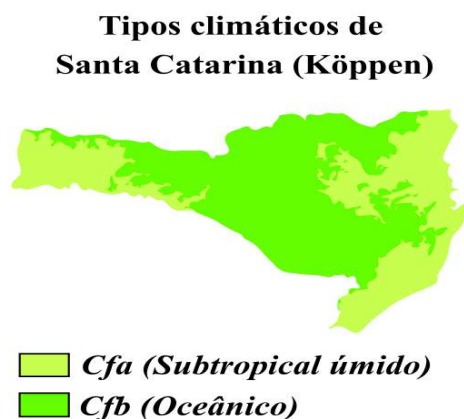 Tipos climáticos de
Santa Catarina (Köppen)
Cfa (Subtropical úmido)
Cfb (Oceânico)